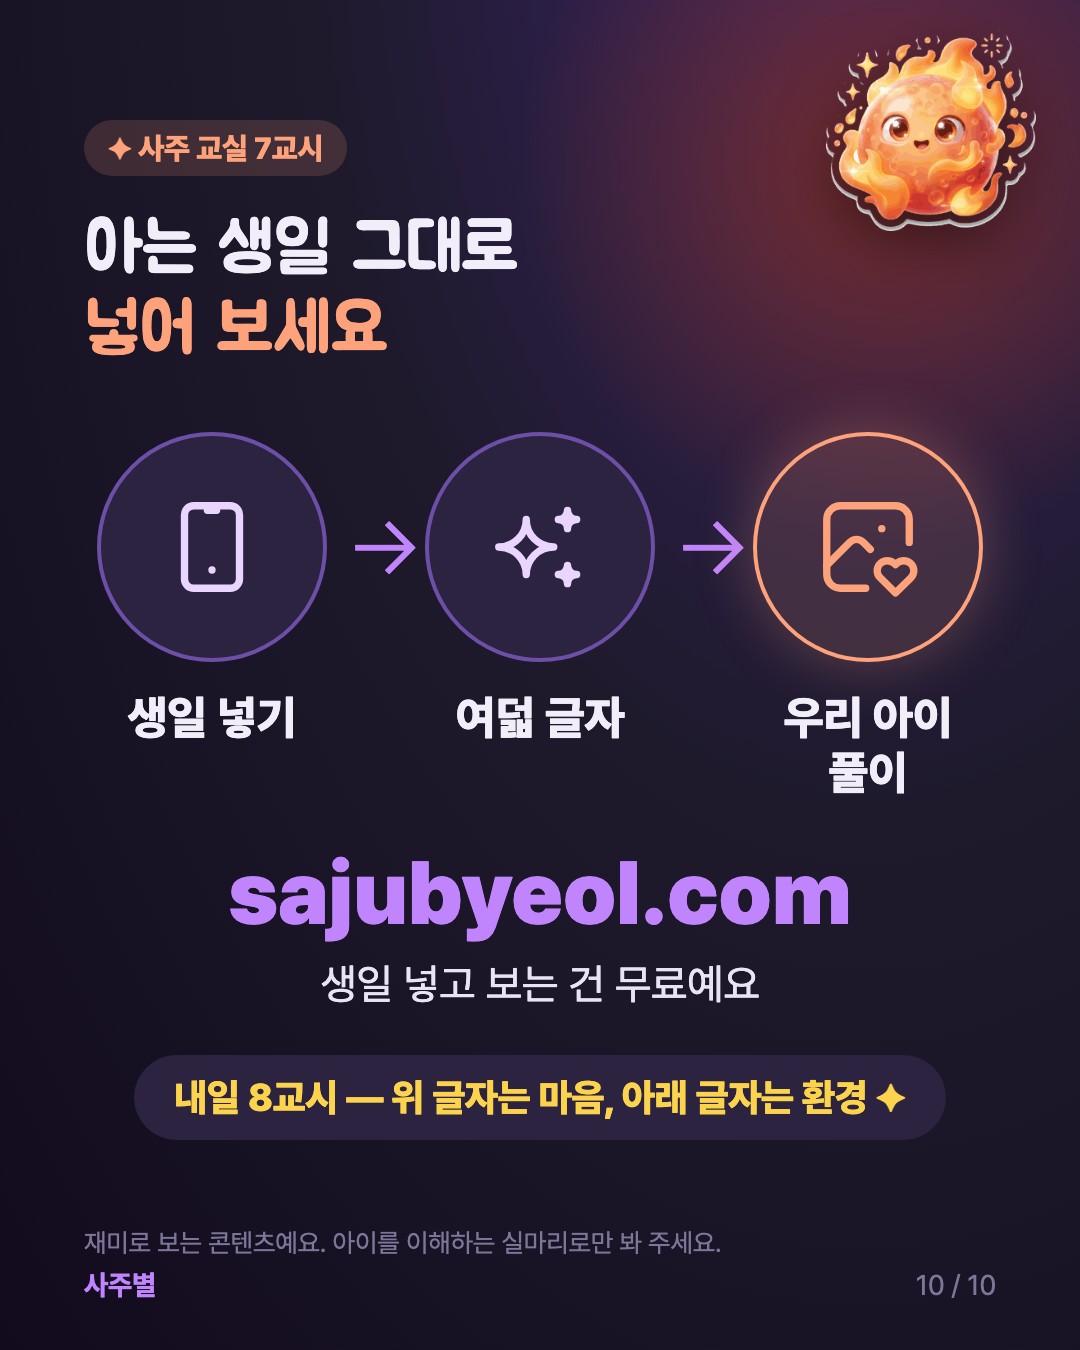 ✦ 사주 교실 7교시
아는 생일 그대로
넣어 보세요
생일 넣기
여덟 글자
우리 아이
풀이
sajubyeol.com
생일 넣고 보는 건 무료예요
내일 8교시 — 위 글자는 마음, 아래 글자는 환경 ✦
재미로 보는 콘텐츠예요. 아이를 이해하는 실마리로만 봐 주세요.
사주별
10 / 10